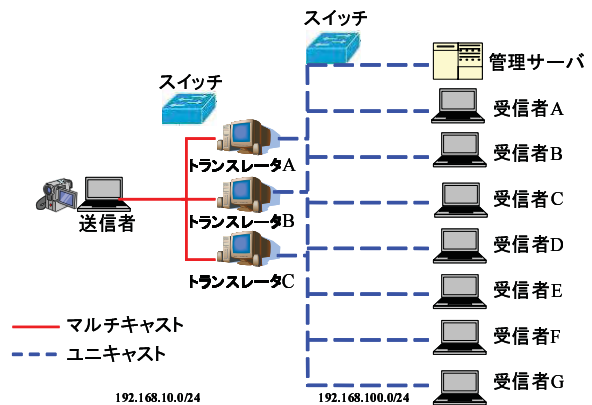 スイッチ
管理サーバ
スイッチ
受信者A
トランスレータA
受信者B
送信者
トランスレータB
受信者C
受信者D
トランスレータC
受信者E
マルチキャスト
受信者F
ユニキャスト
受信者G
192.168.10.0/24
192.168.100.0/24